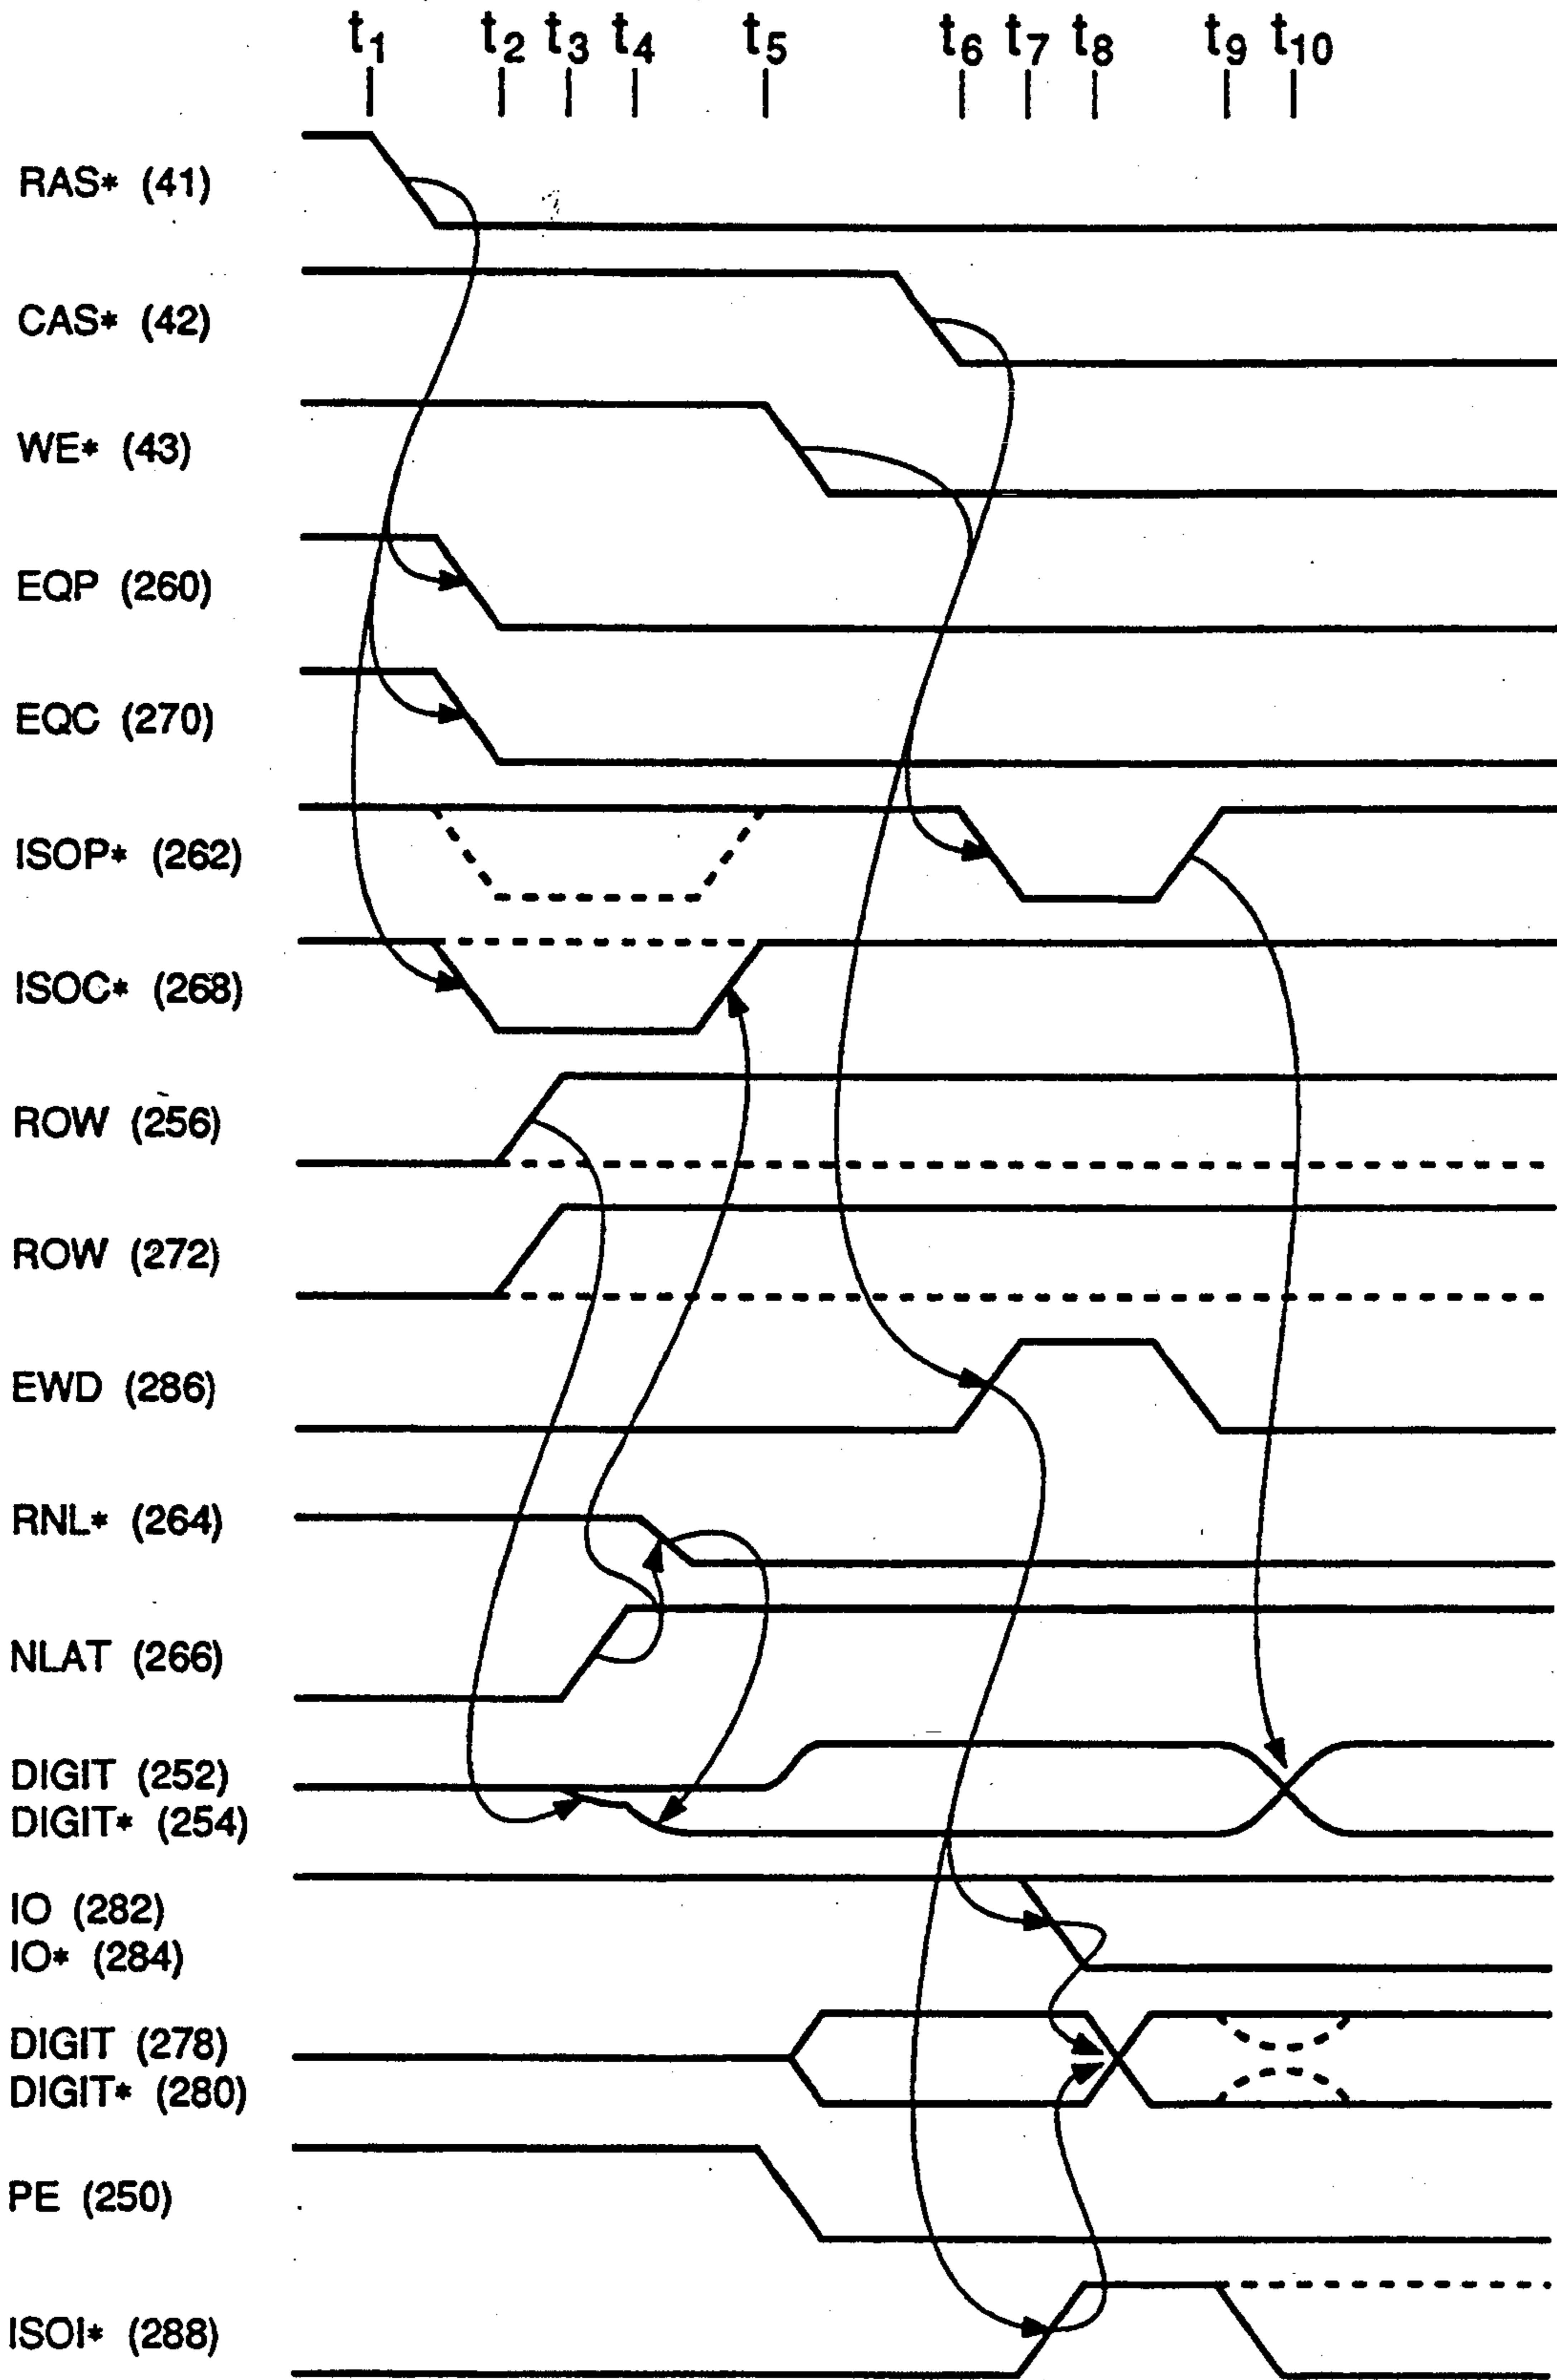 t1 t2 t3 t4 t5 t6 t7 t8 t9 t10
RAS* (41)
CAS* (42)
WE* (43)
EQP (260)
EQC (270)
ISOP* (262)
ISOC* (268)
ROW (256)
ROW (272)
EWD (286)
RNL* (264)
NLAT (266)
DIGIT (252)
DIGIT* (254)
IO (282)
IO* (284)
DIGIT (278)
DIGIT* (280)
PE (250)
ISOI* (288)